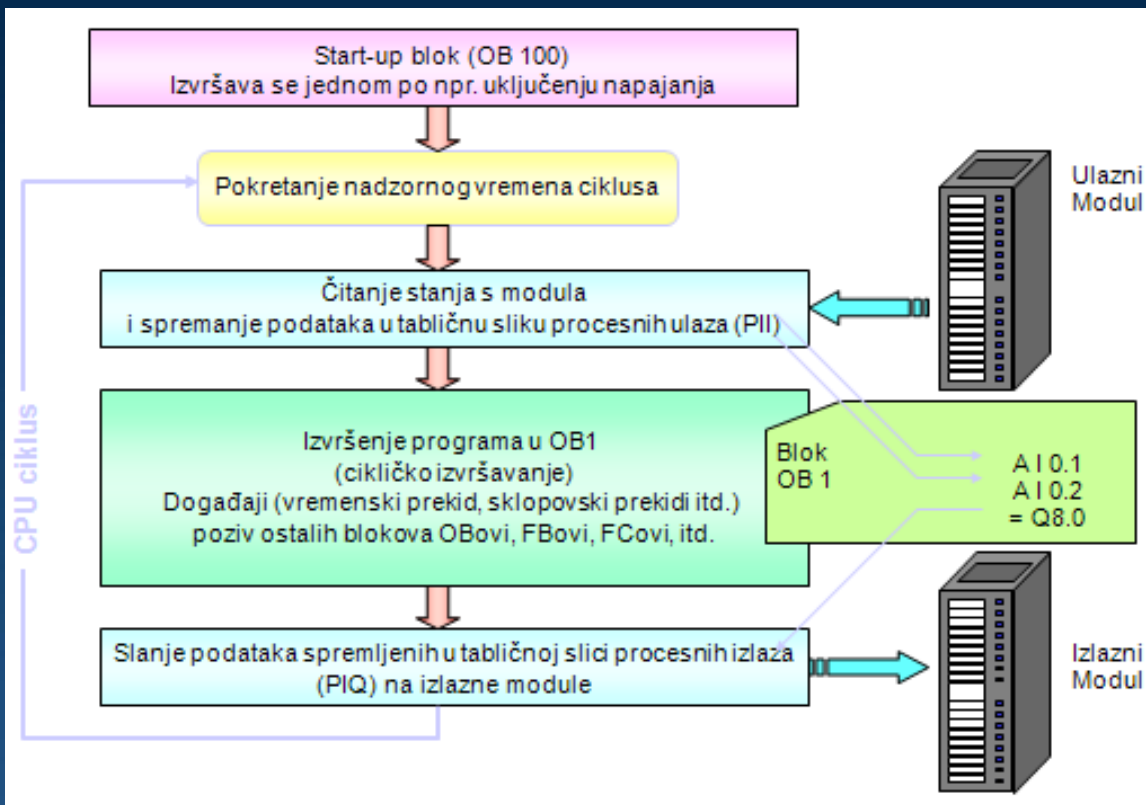 Start-up blok (OB 100)
Izvršava se jednom po npr. uključenju napajanja
Pokretanje nadzornog vremena ciklusa
Ulazni
Modul
Čitanje stanja s modula
i spremanje podataka u tabličnu sliku procesnih ulaza (PII)
CPU ciklus
Izvršenje programa u OB1
(cikličko izvršavanje)
Događaji (vremenski prekid, sklopovski prekidi itd.)
poziv ostalih blokova OBovi, FBovi, FCovi, itd.
Blok
OB 1
A I 0.1
A I 0.2
= Q8.0
Slanje podataka spremljenih u tabličnoj slici procesnih izlaza
(PIQ) na izlazne module
Izlazni
Modul